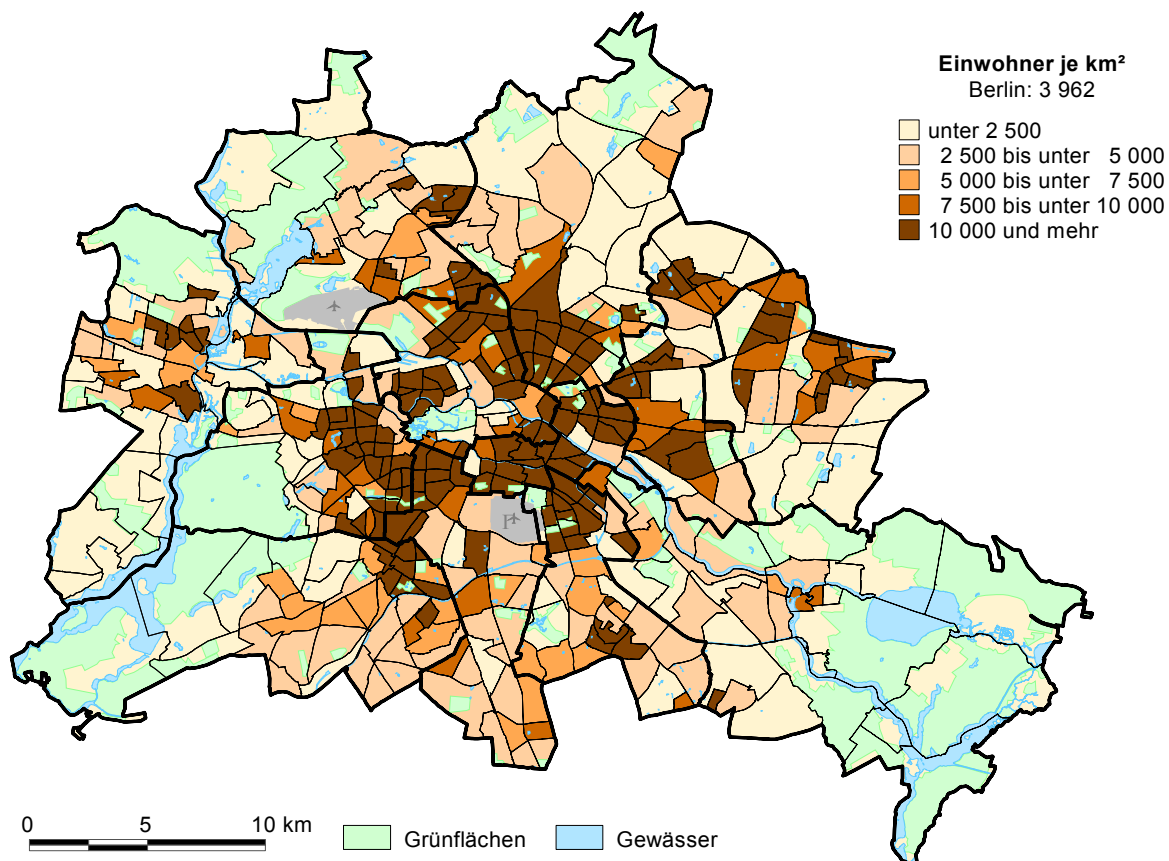 Einwohner je km²
Berlin: 3 962
unter 2 500
2 500 bis unter 5 000
5 000 bis unter 7 500
7 500 bis unter 10 000
10 000 und mehr
0 5 10 km
Grünflächen Gewässer